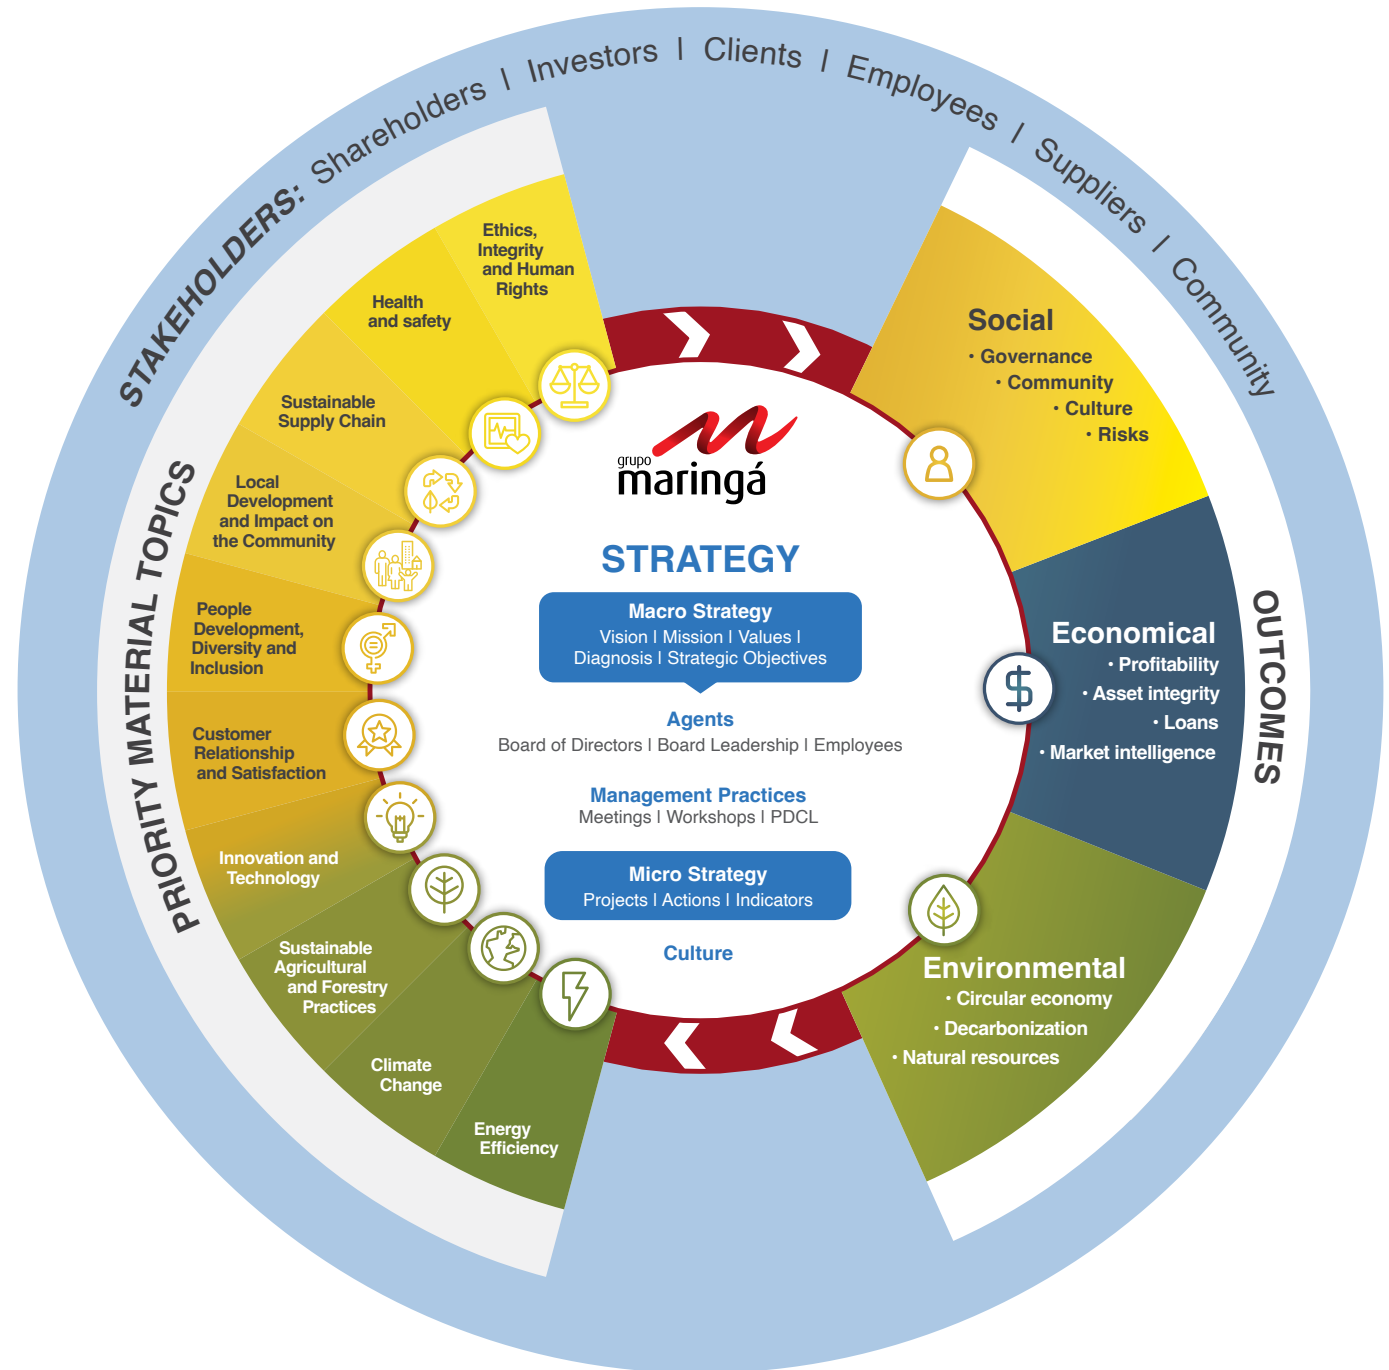 STAKEHOLDERS: Shareholders | Investors | Clients | Employees | Suppliers | Community
PRIORITY MATERIAL TOPICS
Ethics,
Integrity
and Human
Rights
Health
and safety
Sustainable
Supply Chain
Local
Development
and Impact on
the Community
People
Development,
Diversity and
Inclusion
Customer
Relationship
and Satisfaction
Innovation and
Technology
Sustainable
Agricultural
and Forestry
Practices
Climate
Change
Energy
Efficiency
grupo
maringá
STRATEGY
Macro Strategy
Vision | Mission | Values |
Diagnosis | Strategic Objectives
Agents
Board of Directors | Board Leadership | Employees
Management Practices
Meetings | Workshops | PDCL
Micro Strategy
Projects | Actions | Indicators
Culture
OUTCOMES
Social
· Governance
· Community
· Culture
· Risks
Economical
· Profitability
· Asset integrity
· Loans
· Market intelligence
Environmental
· Circular economy
· Decarbonization
· Natural resources